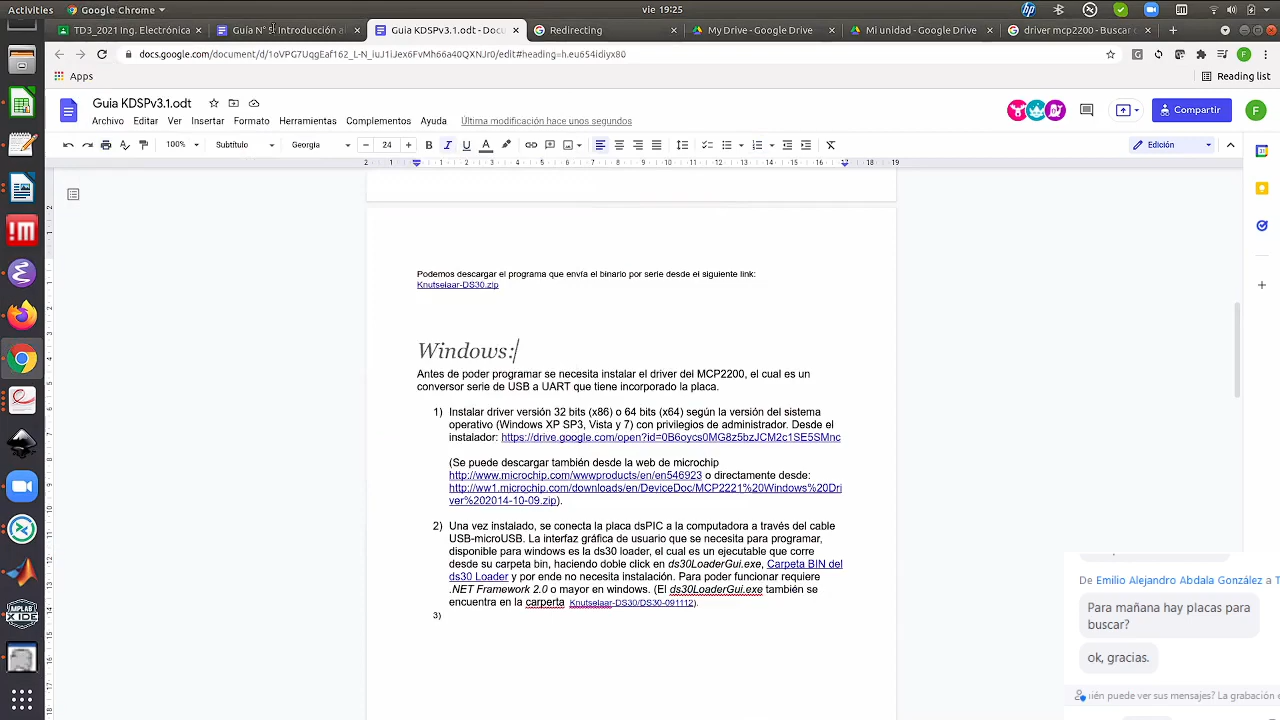 Activities
Google Chrome
vie 19:25
TD3_2021 Ing. Electrónica
Guia N° 5 Introducción a
Guia KDSPv3.1.odt - Docu
Redirecting
My Drive - Google Drive
Mi unidad - Google Drive
driver mcp2200 - Buscar c
docs.google.com/document/d/1oVPG7UqgEaf162_L-N_iuJ1iJex6FvMh66a40QXNJr0/edit#heading=h.eu654idiyx80
Apps
Reading list
Guia KDSPv3.1.odt
Archivo Editar Ver Insertar Formato Herramientas Complementos Ayuda
Última modificación hace unos segundos
Compartir
F
100%
Subtítulo
Georgia
24
Edición
Podemos descargar el programa que envía el binario por serie desde el siguiente link:
Knutselaar-DS30.zip
Windows:
Antes de poder programar se necesita instalar el driver del MCP2200, el cual es un
conversor serie de USB a UART que tiene incorporado la placa.
1) Instalar driver versión 32 bits (x86) o 64 bits (x64) según la versión del sistema
operativo (Windows XP SP3, Vista y 7) con privilegios de administrador. Desde el
instalador: https://drive.google.com/open?id=0B6oycs0MG8z5bzJCM2c1SE5SMnc
(Se puede descargar también desde la web de microchip
http://www.microchip.com/wwwproducts/en/en546923 o directamente desde:
http://ww1.microchip.com/downloads/en/DeviceDoc/MCP2221%20Windows%20Dri
ver%202014-10-09.zip).
2) Una vez instalado, se conecta la placa dsPIC a la computadora a través del cable
USB-microUSB. La interfaz gráfica de usuario que se necesita para programar,
disponible para windows es la ds30 loader, el cual es un ejecutable que corre
desde su carpeta bin, haciendo doble click en ds30LoaderGui.exe, Carpeta BIN del
ds30 Loader y por ende no necesita instalación. Para poder funcionar requiere
.NET Framework 2.0 o mayor en windows. (El ds30LoaderGui.exe también se
encuentra en la carperta Knutselaar-DS30/DS30-091112).
3)
De Emilio Alejandro Abdala González a T
Para mañana hay placas para
buscar?
ok, gracias.
uién puede ver sus mensajes? La grabación e